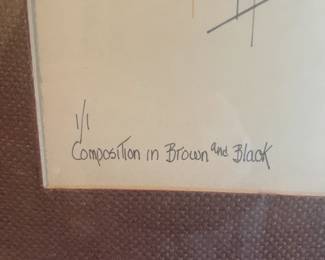 1/1
Composition in Brown and Black